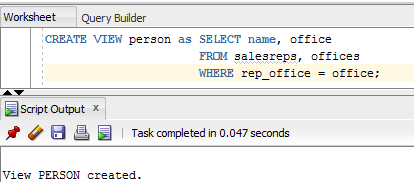 Worksheet Query Builder
CREATE VIEW person as SELECT name, office
FROM salesreps, offices
WHERE rep_office = office;
Script Output x
Task completed in 0.047 seconds
View PERSON created.